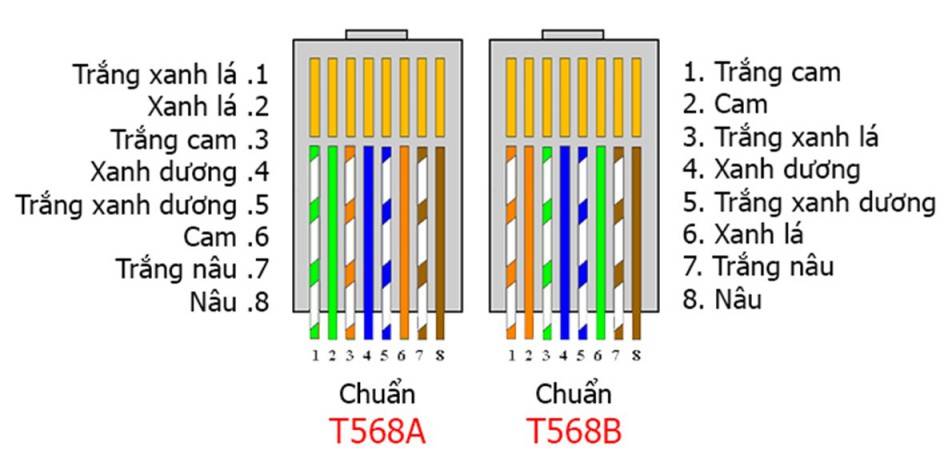 Trắng xanh lá .1
Xanh lá .2
Trắng cam .3
Xanh dương .4
Trắng xanh dương .5
Cam .6
Trắng nâu .7
Nâu .8
1 2 3 4 5 6 7 8
Chuẩn
T568A
1. Trắng cam
2. Cam
3. Trắng xanh lá
4. Xanh dương
5. Trắng xanh dương
6. Xanh lá
7. Trắng nâu
8. Nâu
1 2 3 4 5 6 7 8
Chuẩn
T568B